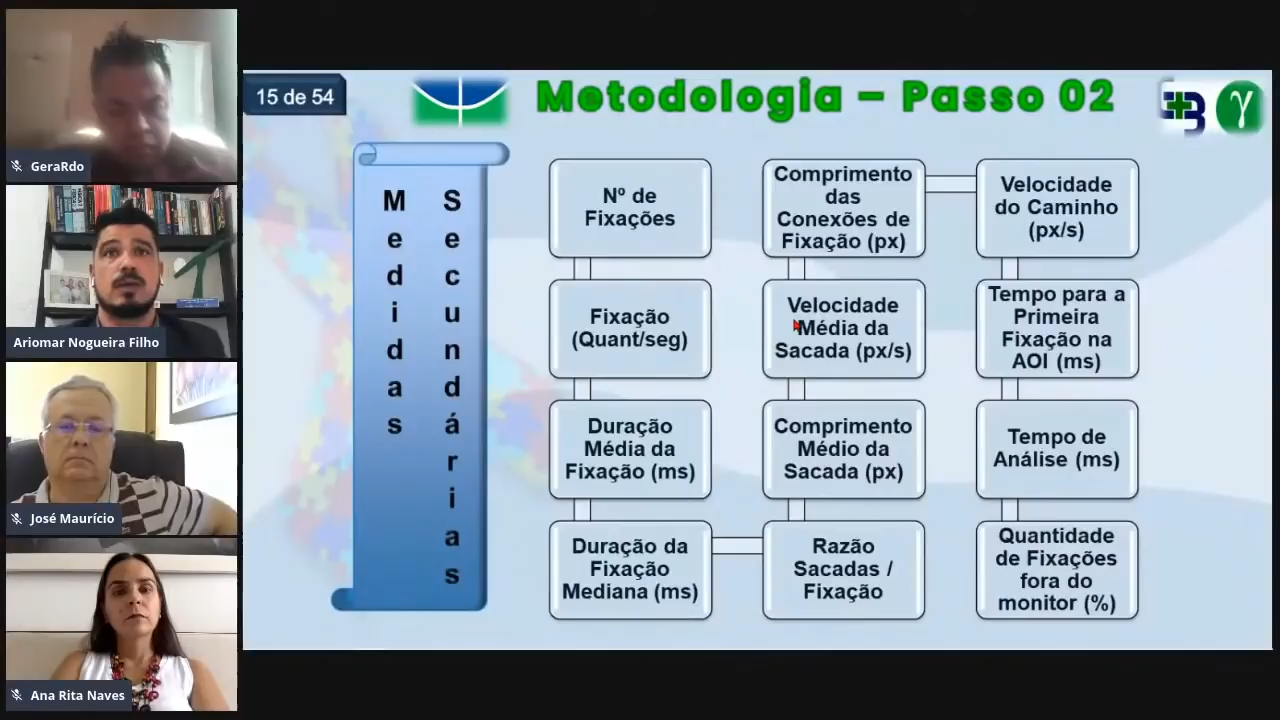 GeraRdo
Ariomar Nogueira Filho
José Maurício
Ana Rita Naves
15 de 54
Metodologia – Passo 02
Medidas
Secundárias
Nº de
Fixações
Fixação
(Quant/seg)
Duração
Média da
Fixação (ms)
Duração da
Fixação
Mediana (ms)
Razão
Sacadas /
Fixação
Comprimento
Médio da
Sacada (px)
Velocidade
Média da
Sacada (px/s)
Comprimento
das
Conexões de
Fixação (px)
Velocidade
do Caminho
(px/s)
Tempo para a
Primeira
Fixação na
AOI (ms)
Tempo de
Análise (ms)
Quantidade
de Fixações
fora do
monitor (%)
B
γ